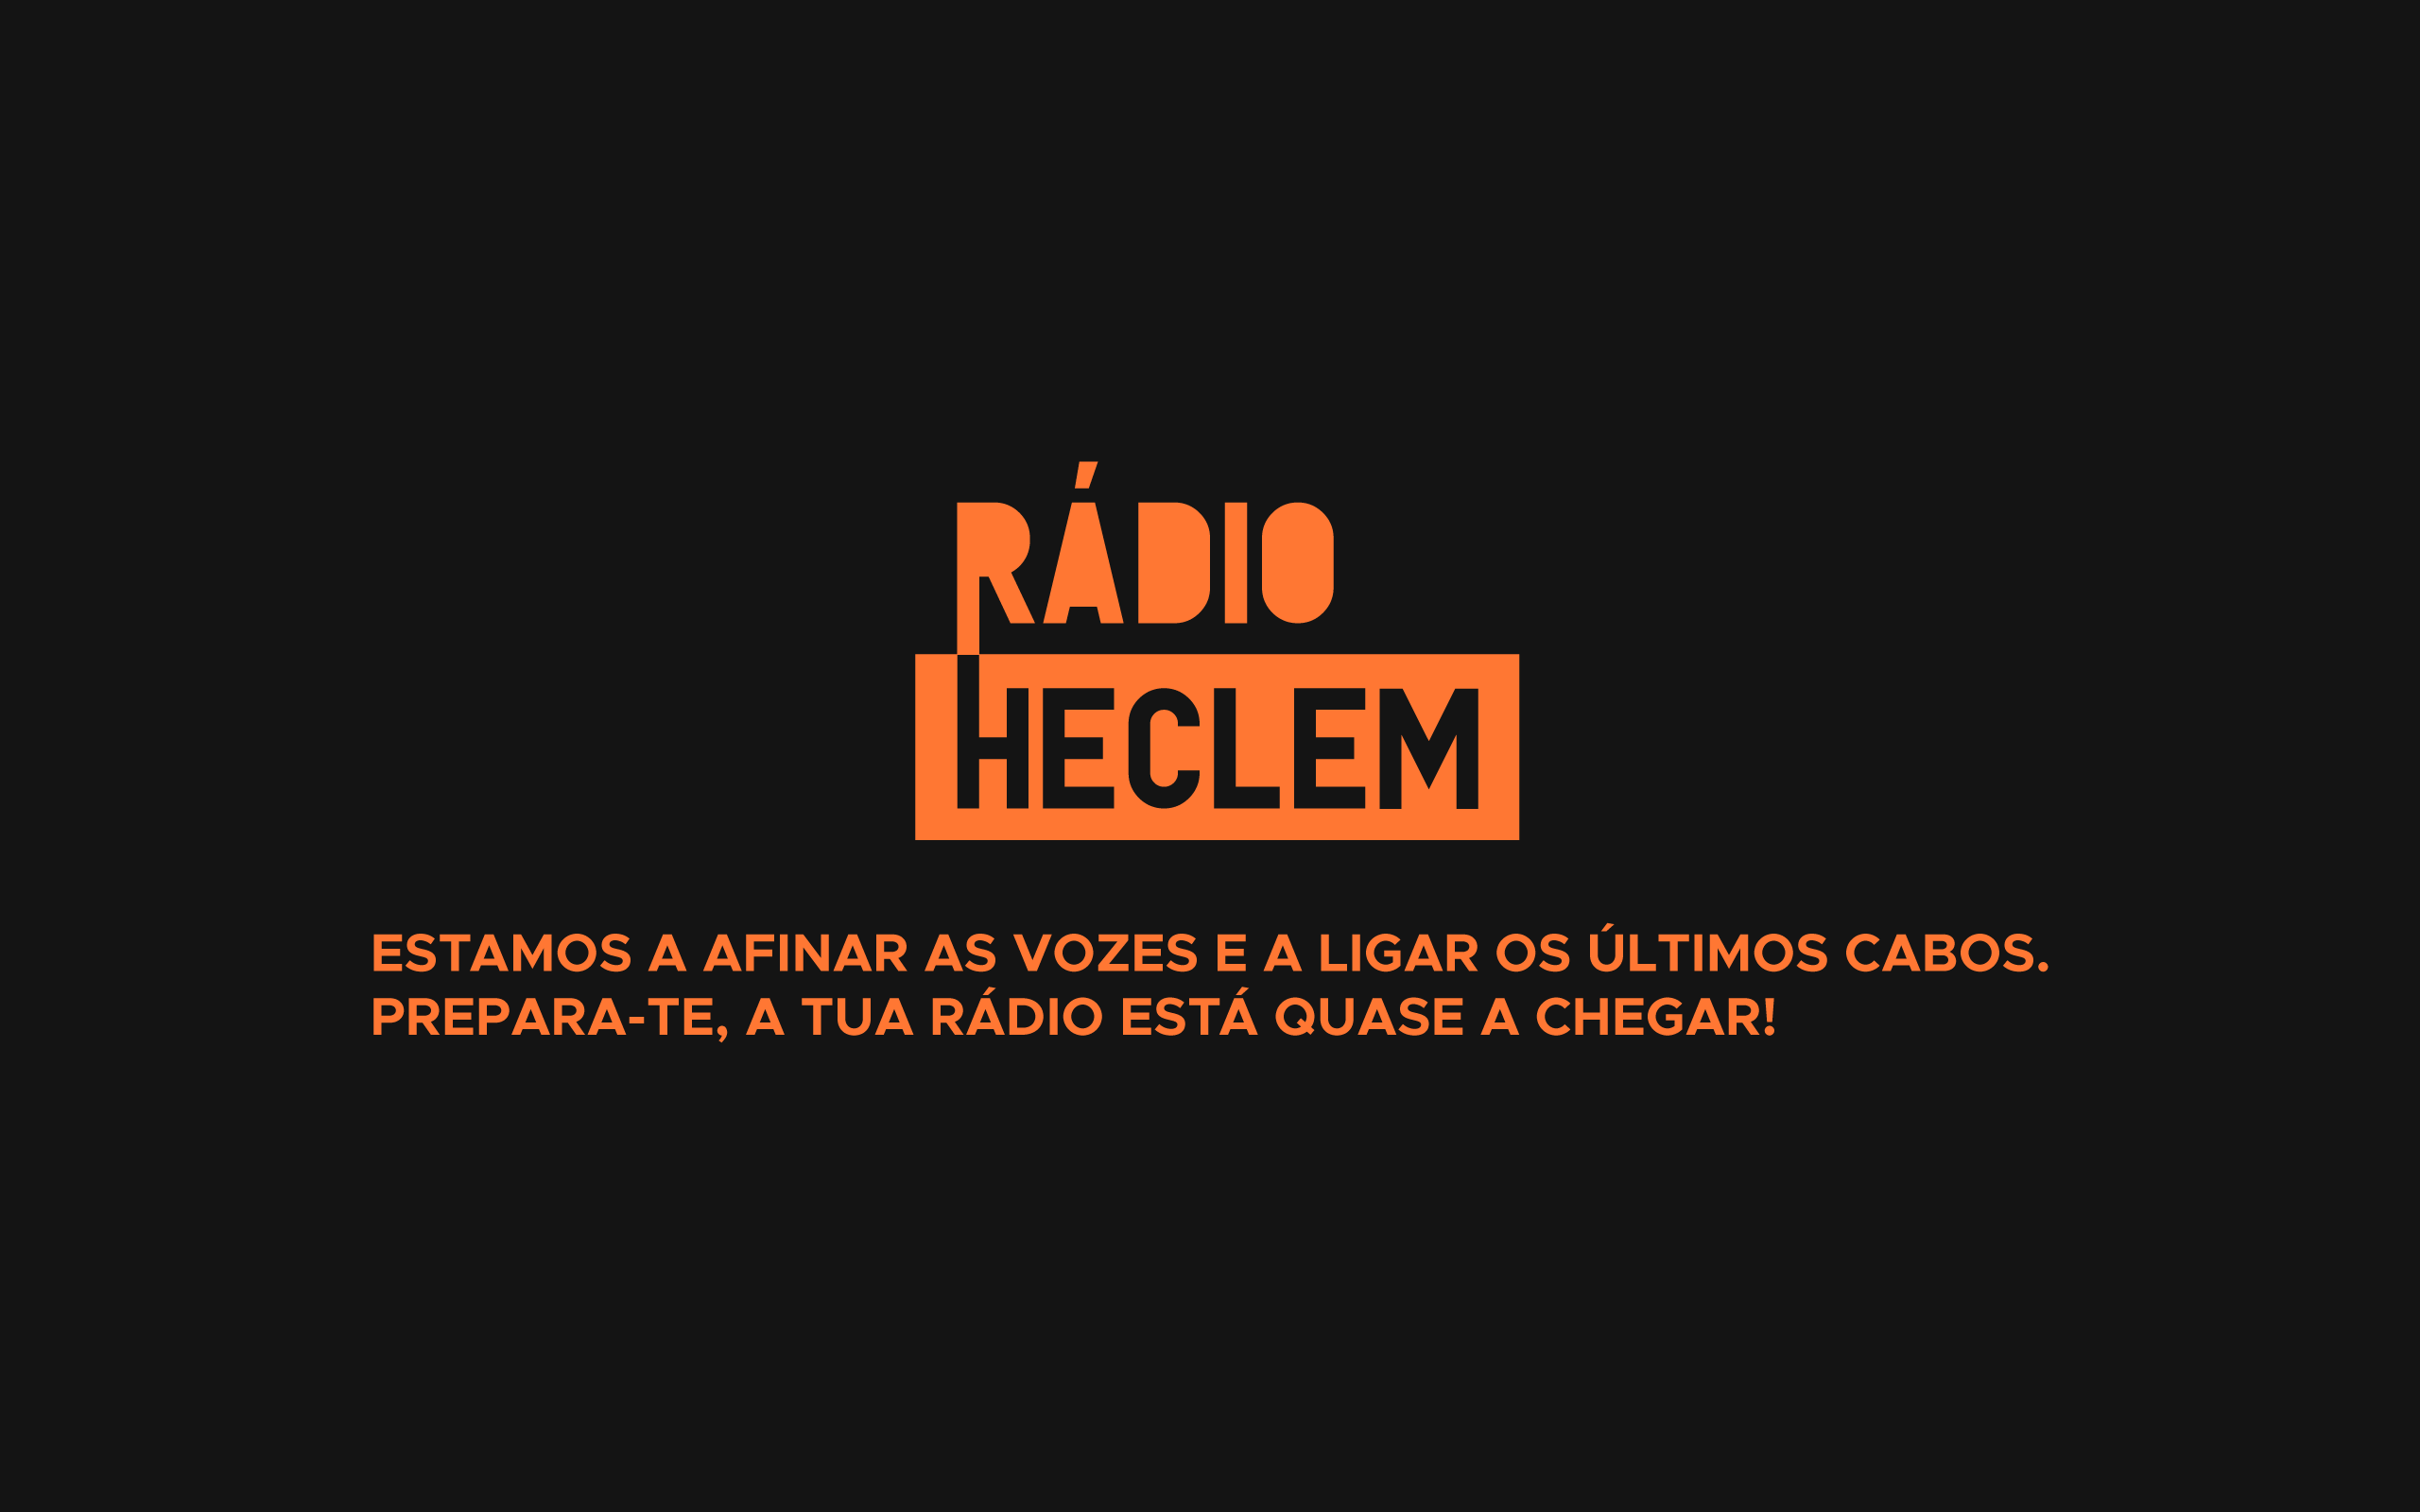 RÁDIO
HECLEM
ESTAMOS A AFINAR AS VOZES E A LIGAR OS ÚLTIMOS CABOS.
PREPARA-TE, A TUA RÁDIO ESTÁ QUASE A CHEGAR!